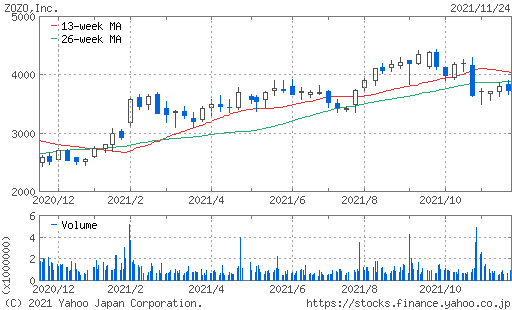 ZOZO,Inc. 2021/11/24
5000
13-week MA
26-week MA
4000
3000
2000
2020/12 2021/2 2021/4 2021/6 2021/8 2021/10
6
Volume
4
2
0
(x1000000)
2020/12 2021/2 2021/4 2021/6 2021/8 2021/10
(C) 2021 Yahoo Japan Corporation. https://stocks.finance.yahoo.co.jp/